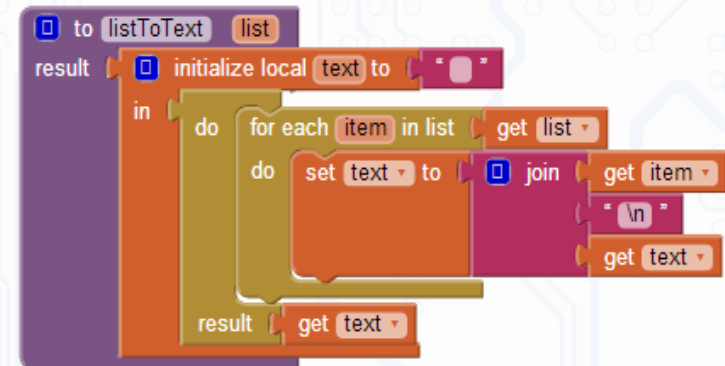 to listToText list
result initialize local text to " "
in
do for each item in list get list
do set text to join get item
" \n "
get text
result get text